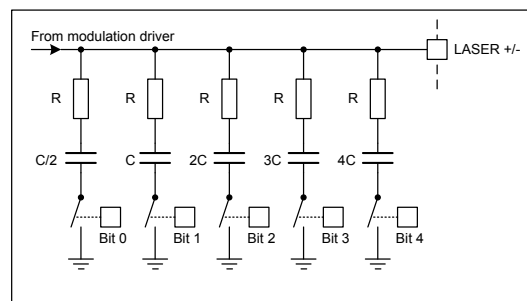 From modulation driver
LASER +/-
R R R R R
C/2 C 2C 3C 4C
Bit 0 Bit 1 Bit 2 Bit 3 Bit 4